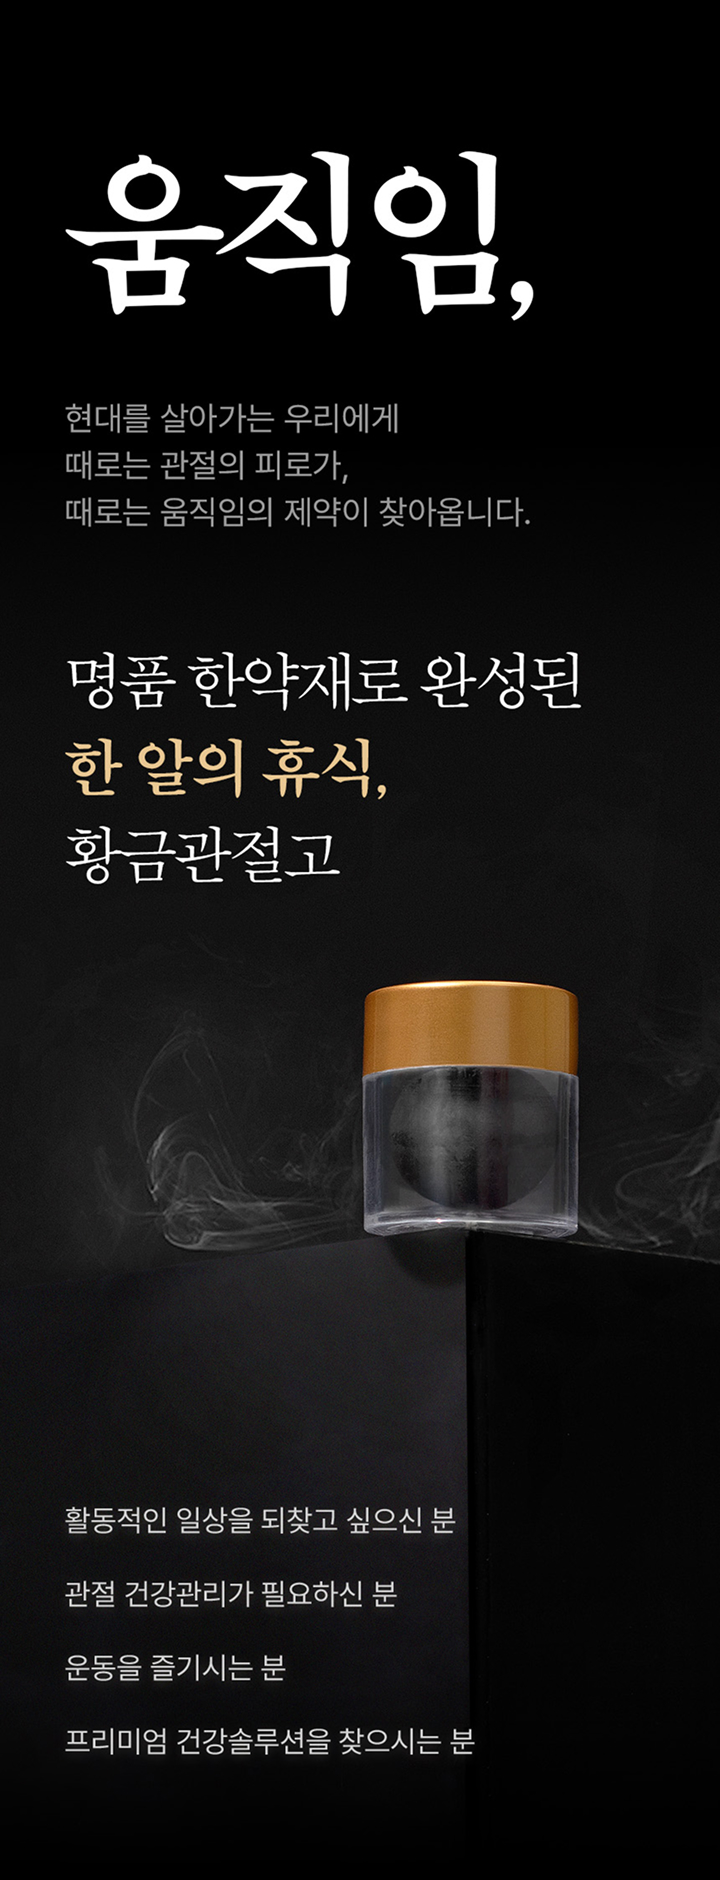 움직임,
현대를 살아가는 우리에게
때로는 관절의 피로가,
때로는 움직임의 제약이 찾아옵니다.
명품 한약재로 완성된
한 알의 휴식,
황금관절고
활동적인 일상을 되찾고 싶으신 분
관절 건강관리가 필요하신 분
운동을 즐기시는 분
프리미엄 건강솔루션을 찾으시는 분